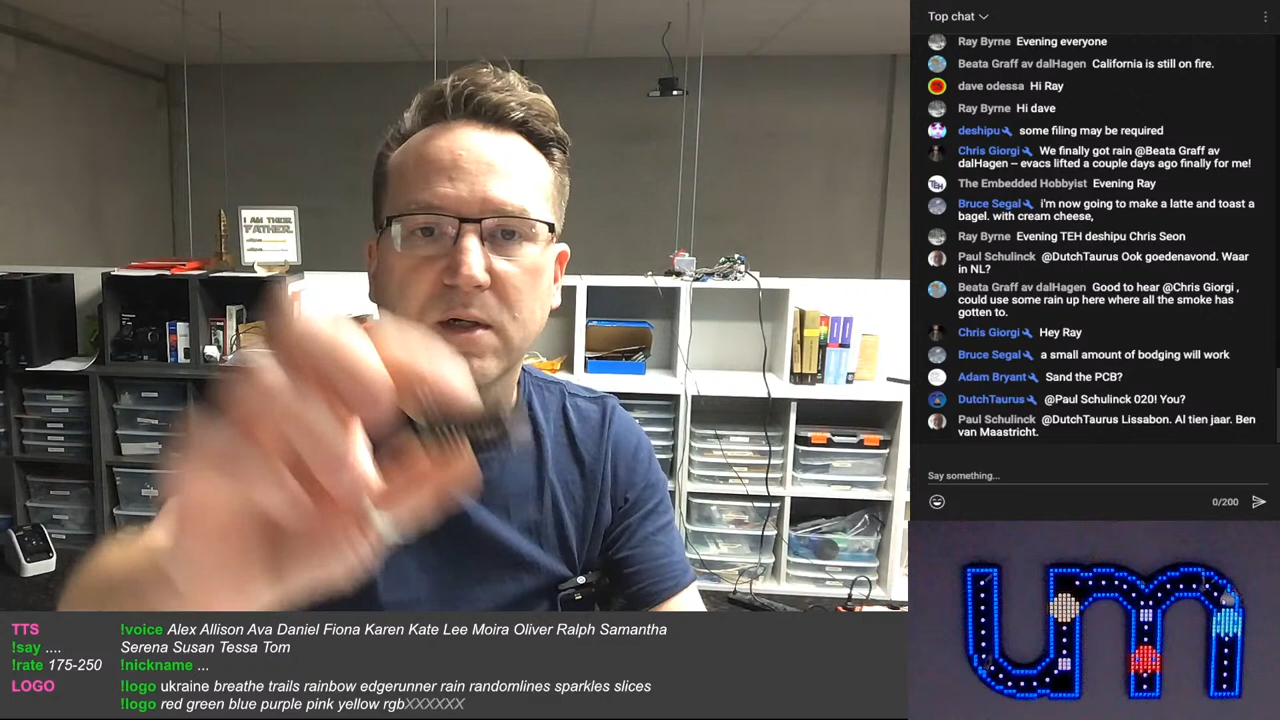 I AM THEIR
FATHER.
Top chat
Ray Byrne Evening everyone
Beata Graff av dalHagen California is still on fire.
dave odessa Hi Ray
Ray Byrne Hi dave
deshipu some filing may be required
Chris Giorgi We finally got rain @Beata Graff av
dalHagen – evacs lifted a couple days ago finally for me!
TEH
The Embedded Hobbyist Evening Ray
Bruce Segal i'm now going to make a latte and toast a
bagel. with cream cheese,
Ray Byrne Evening TEH deshipu Chris Seon
Paul Schulinck @DutchTaurus Ook goedenavond. Waar
in NL?
Beata Graff av dalHagen Good to hear @Chris Giorgi ,
could use some rain up here where all the smoke has
gotten to.
Chris Giorgi Hey Ray
Bruce Segal a small amount of bodging will work
Adam Bryant Sand the PCB?
DutchTaurus @Paul Schulinck 020! You?
Paul Schulinck @DutchTaurus Lissabon. Al tien jaar. Ben
van Maastricht.
Say something...
0/200
um
TTS !voice Alex Allison Ava Daniel Fiona Karen Kate Lee Moira Oliver Ralph Samantha
!say .... Serena Susan Tessa Tom
!rate 175-250 !nickname ...
LOGO !logo ukraine breathe trails rainbow edgerunner rain randomlines sparkles slices
!logo red green blue purple pink yellow rgbXXXXXX